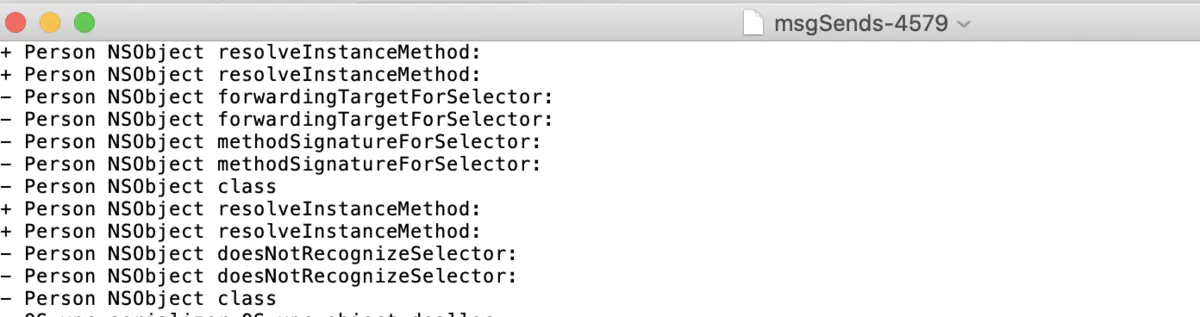 msgSends-4579
+ Person NSObject resolveInstanceMethod:
+ Person NSObject resolveInstanceMethod:
- Person NSObject forwardingTargetForSelector:
- Person NSObject forwardingTargetForSelector:
- Person NSObject methodSignatureForSelector:
- Person NSObject methodSignatureForSelector:
- Person NSObject class
+ Person NSObject resolveInstanceMethod:
+ Person NSObject resolveInstanceMethod:
- Person NSObject doesNotRecognizeSelector:
- Person NSObject doesNotRecognizeSelector:
- Person NSObject class